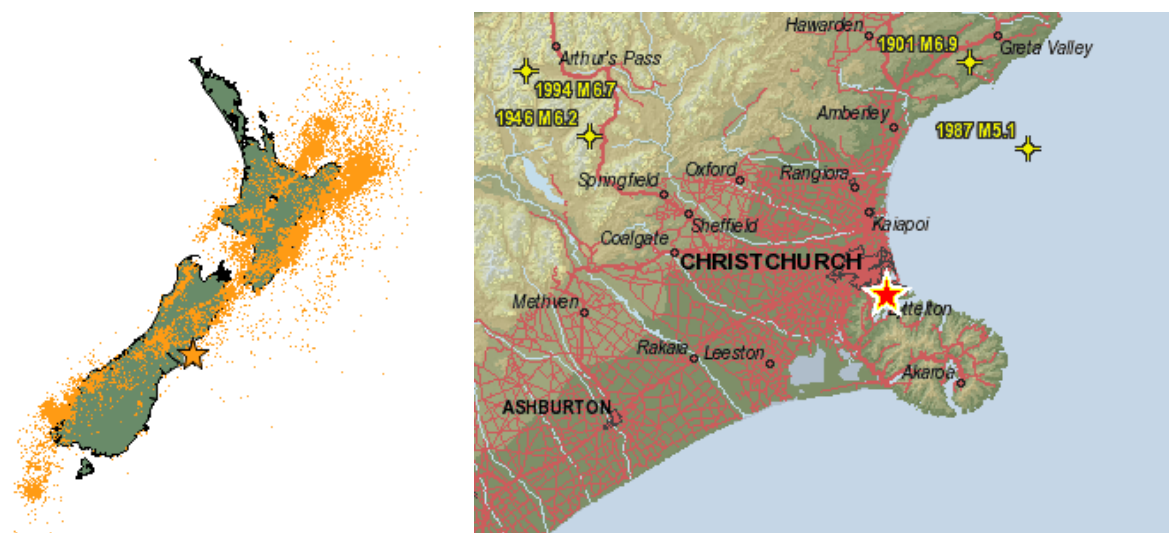 Hawarden
1901 M6.9
Greta Valley
Arthur's Pass
1994 M6.7
1946 M6.2
Amberley
1987 M5.1
Oxford
Rangiora
Springfield
Sheffield
Kaiapoi
Coalgate
CHRISTCHURCH
Methven
Rakaia
Leeston
Akaroa
ASHBURTON